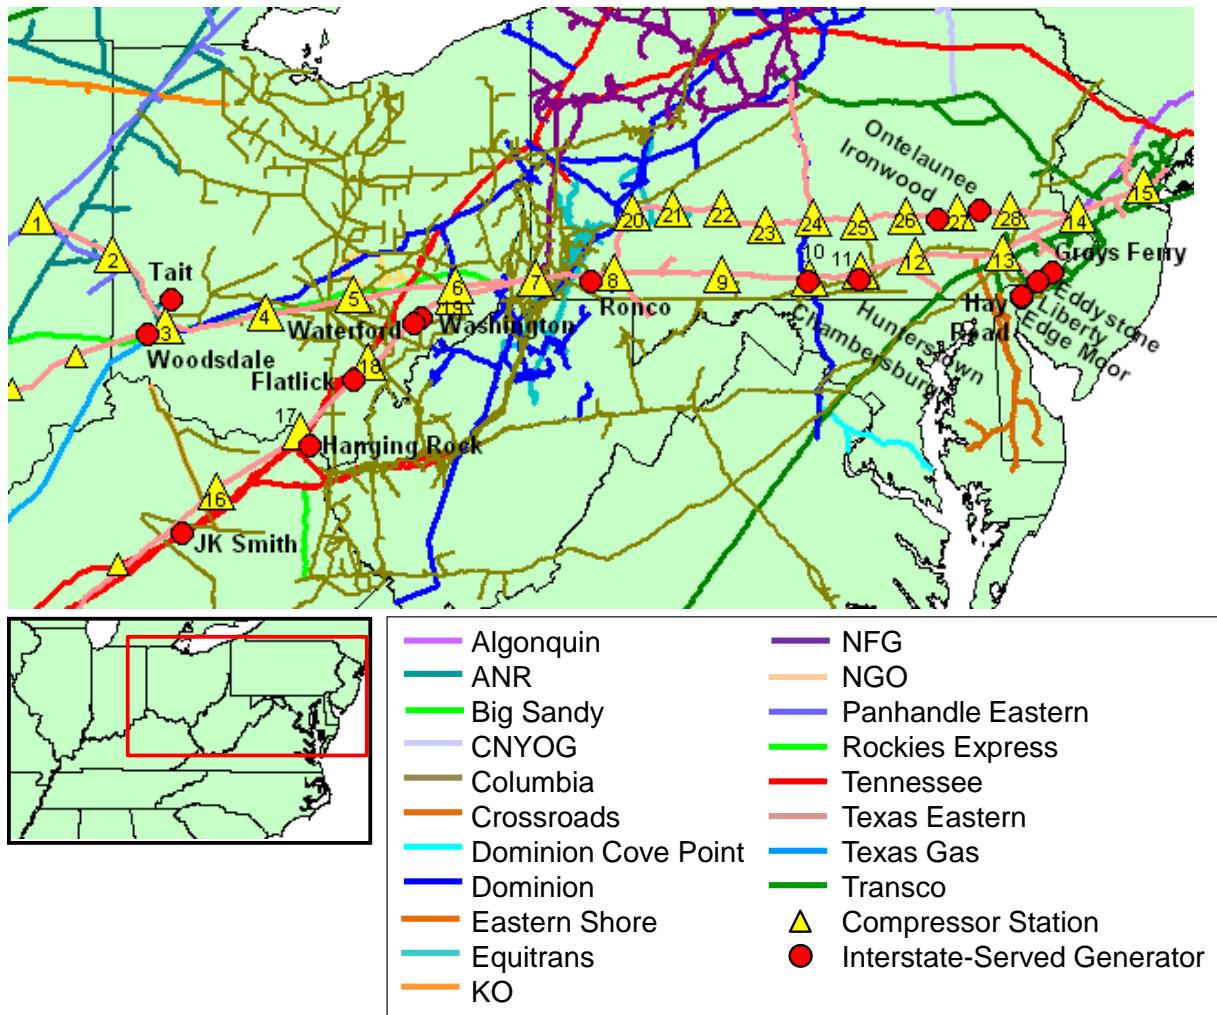 Ontelaunee
Ironwood
1
2
Tait
3
4
5
6
7
8
9
10
11
12
13
14
15
16
17
18
19
20
21
22
23
24
25
26
27
28
Woodsdale
Waterford
Washington
Flatlick
Hanging Rock
JK Smith
Ronco
Chambersburg
Hunterstown
Hay
Road
Grays Ferry
Eddystone
Liberty
Edge Moor
Algonquin
ANR
Big Sandy
CNYOG
Columbia
Crossroads
Dominion Cove Point
Dominion
Eastern Shore
Equitrans
KO
NFG
NGO
Panhandle Eastern
Rockies Express
Tennessee
Texas Eastern
Texas Gas
Transco
Compressor Station
Interstate-Served Generator